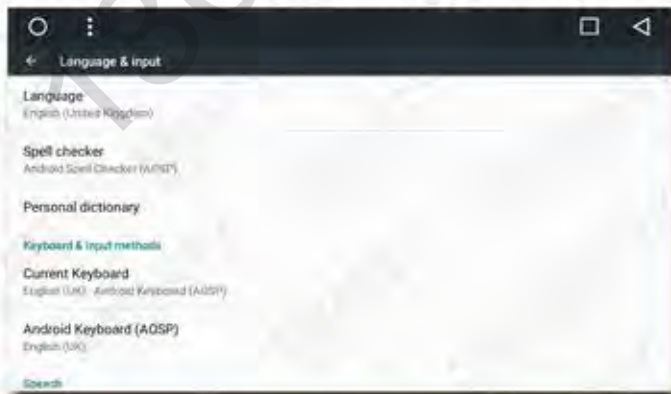 Language & input
Language
English (United Kingdom)
Spell checker
Android Spell Checker (AOSP)
Personal dictionary
Keyboard & input methods
Current Keyboard
English (UK) - Android Keyboard (AOSP)
Android Keyboard (AOSP)
English (UK)
Speech